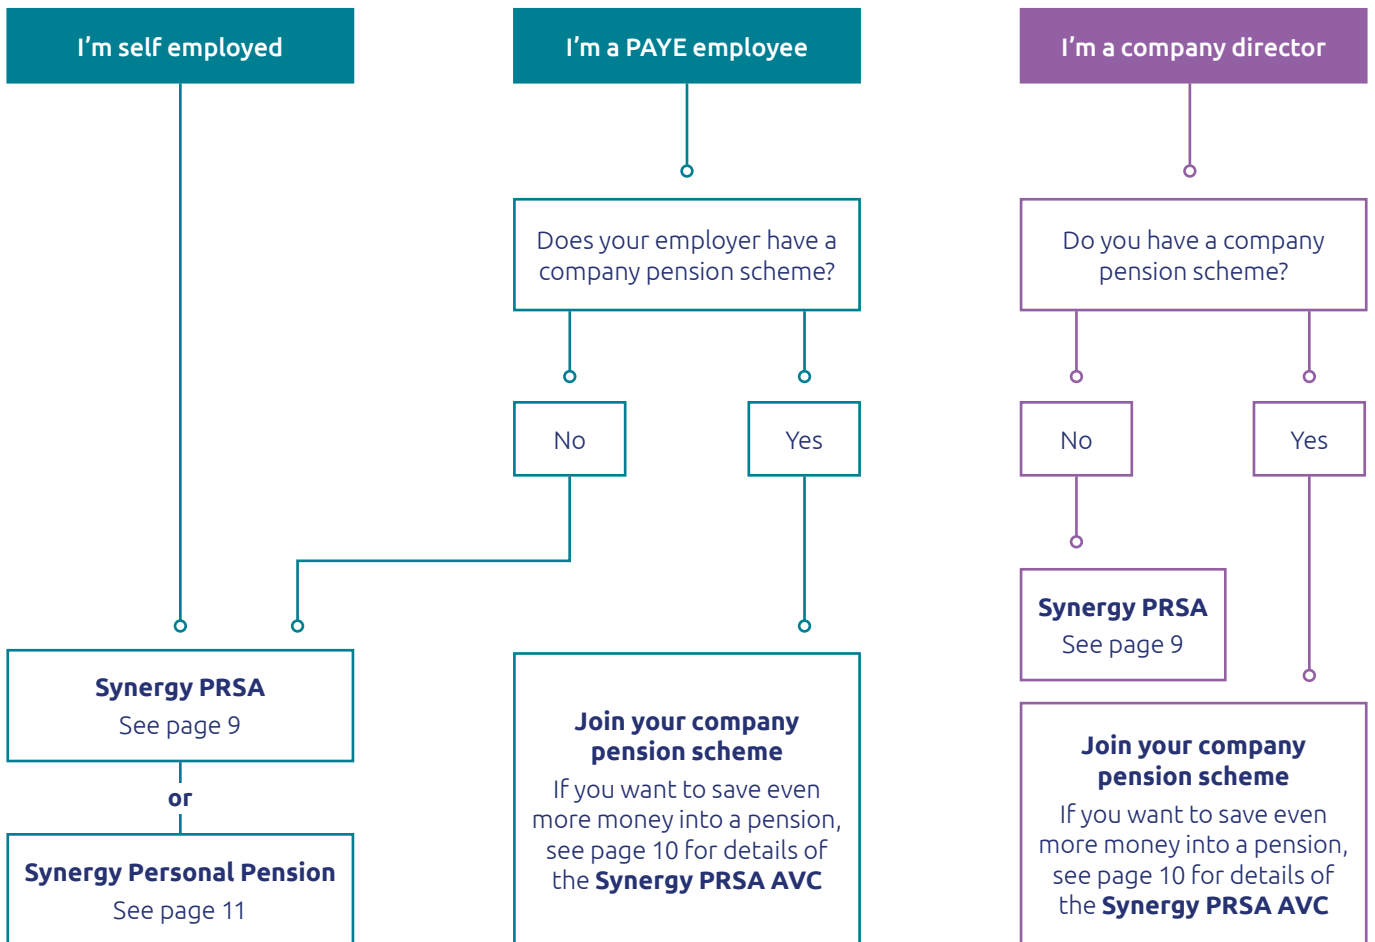 I'm self employed
I'm a PAYE employee
I'm a company director
Does your employer have a
company pension scheme?
Do you have a company
pension scheme?
No
Yes
No
Yes
Synergy PRSA
See page 9
or
Synergy Personal Pension
See page 11
Join your company
pension scheme
If you want to save even
more money into a pension,
see page 10 for details of
the Synergy PRSA AVC
Synergy PRSA
See page 9
Join your company
pension scheme
If you want to save even
more money into a pension,
see page 10 for details of
the Synergy PRSA AVC